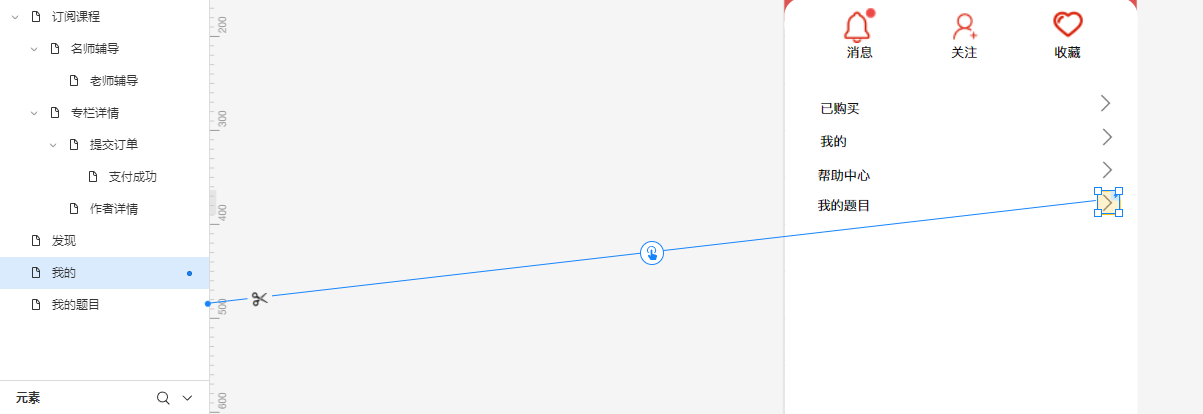 订阅课程
名师辅导
老师辅导
专栏详情
提交订单
支付成功
作者详情
发现
我的
我的题目
元素
200
300
400
500
600
消息
关注
收藏
已购买
我的
帮助中心
我的题目